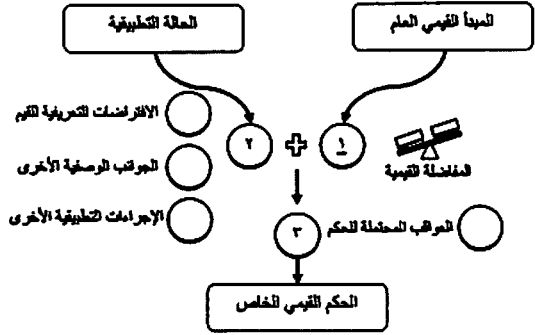 المبدأ القيمي العام
الحالة التطبيقية
الافتراضات التعريفية للقيم
١
٢
المفاضلة القيمية
الجوانب الوصفية الأخرى
الإجراءات التطبيقية الأخرى
٣
العواقب المحتملة للحكم
الحكم القيمي الخاص